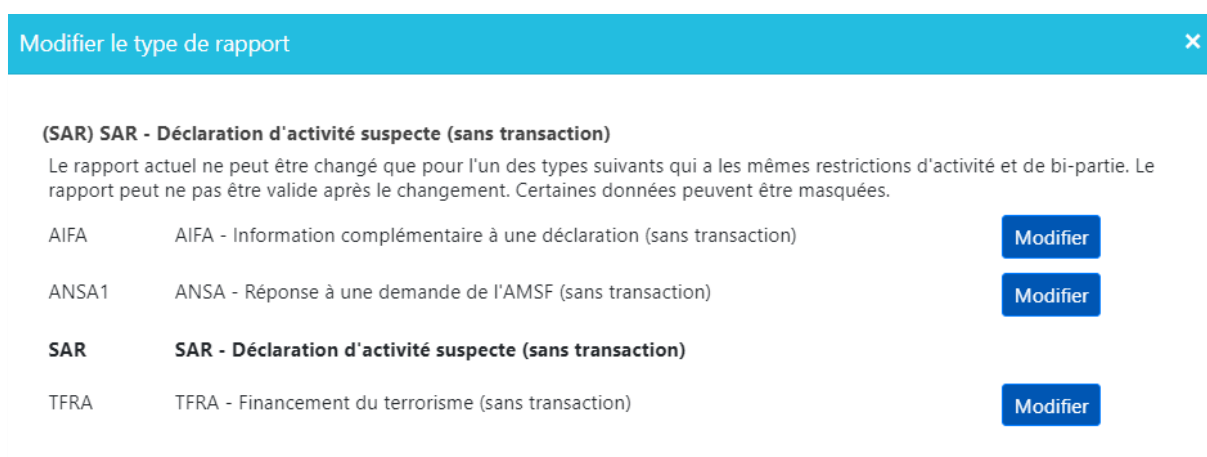 Modifier le type de rapport ×
(SAR) SAR - Déclaration d'activité suspecte (sans transaction)
Le rapport actuel ne peut être changé que pour l'un des types suivants qui a les mêmes restrictions d'activité et de bi-partie. Le
rapport peut ne pas être valide après le changement. Certaines données peuvent être masquées.
AIFA AIFA - Information complémentaire à une déclaration (sans transaction) Modifier
ANSA1 ANSA - Réponse à une demande de l'AMSF (sans transaction) Modifier
SAR SAR - Déclaration d'activité suspecte (sans transaction)
TFRA TFRA - Financement du terrorisme (sans transaction) Modifier